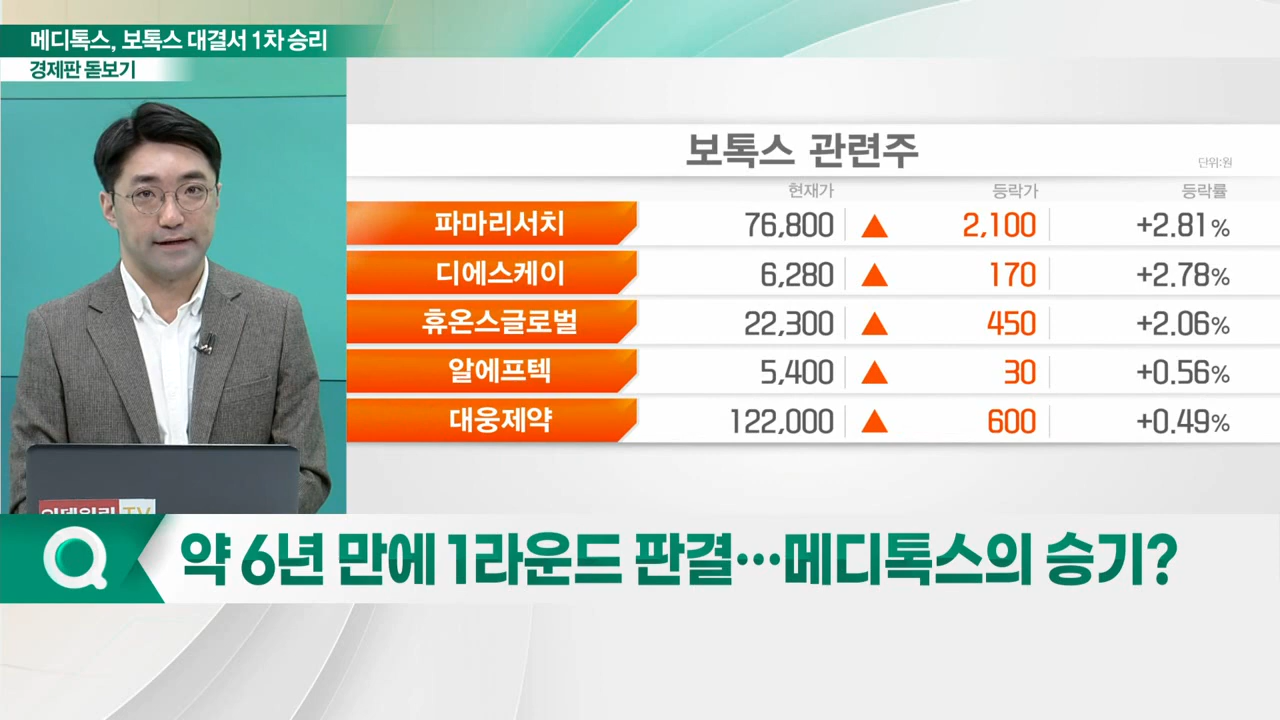 메디톡스, 보톡스 대결서 1차 승리
경제판 돋보기
보톡스 관련주
단위:원
현재가 등락가 등락률
파마리서치 76,800 ▲ 2,100 +2.81%
디에스케이 6,280 ▲ 170 +2.78%
휴온스글로벌 22,300 ▲ 450 +2.06%
알에프텍 5,400 ▲ 30 +0.56%
대웅제약 122,000 ▲ 600 +0.49%
이데일리 TV
Q 약 6년 만에 1라운드 판결…메디톡스의 승기?